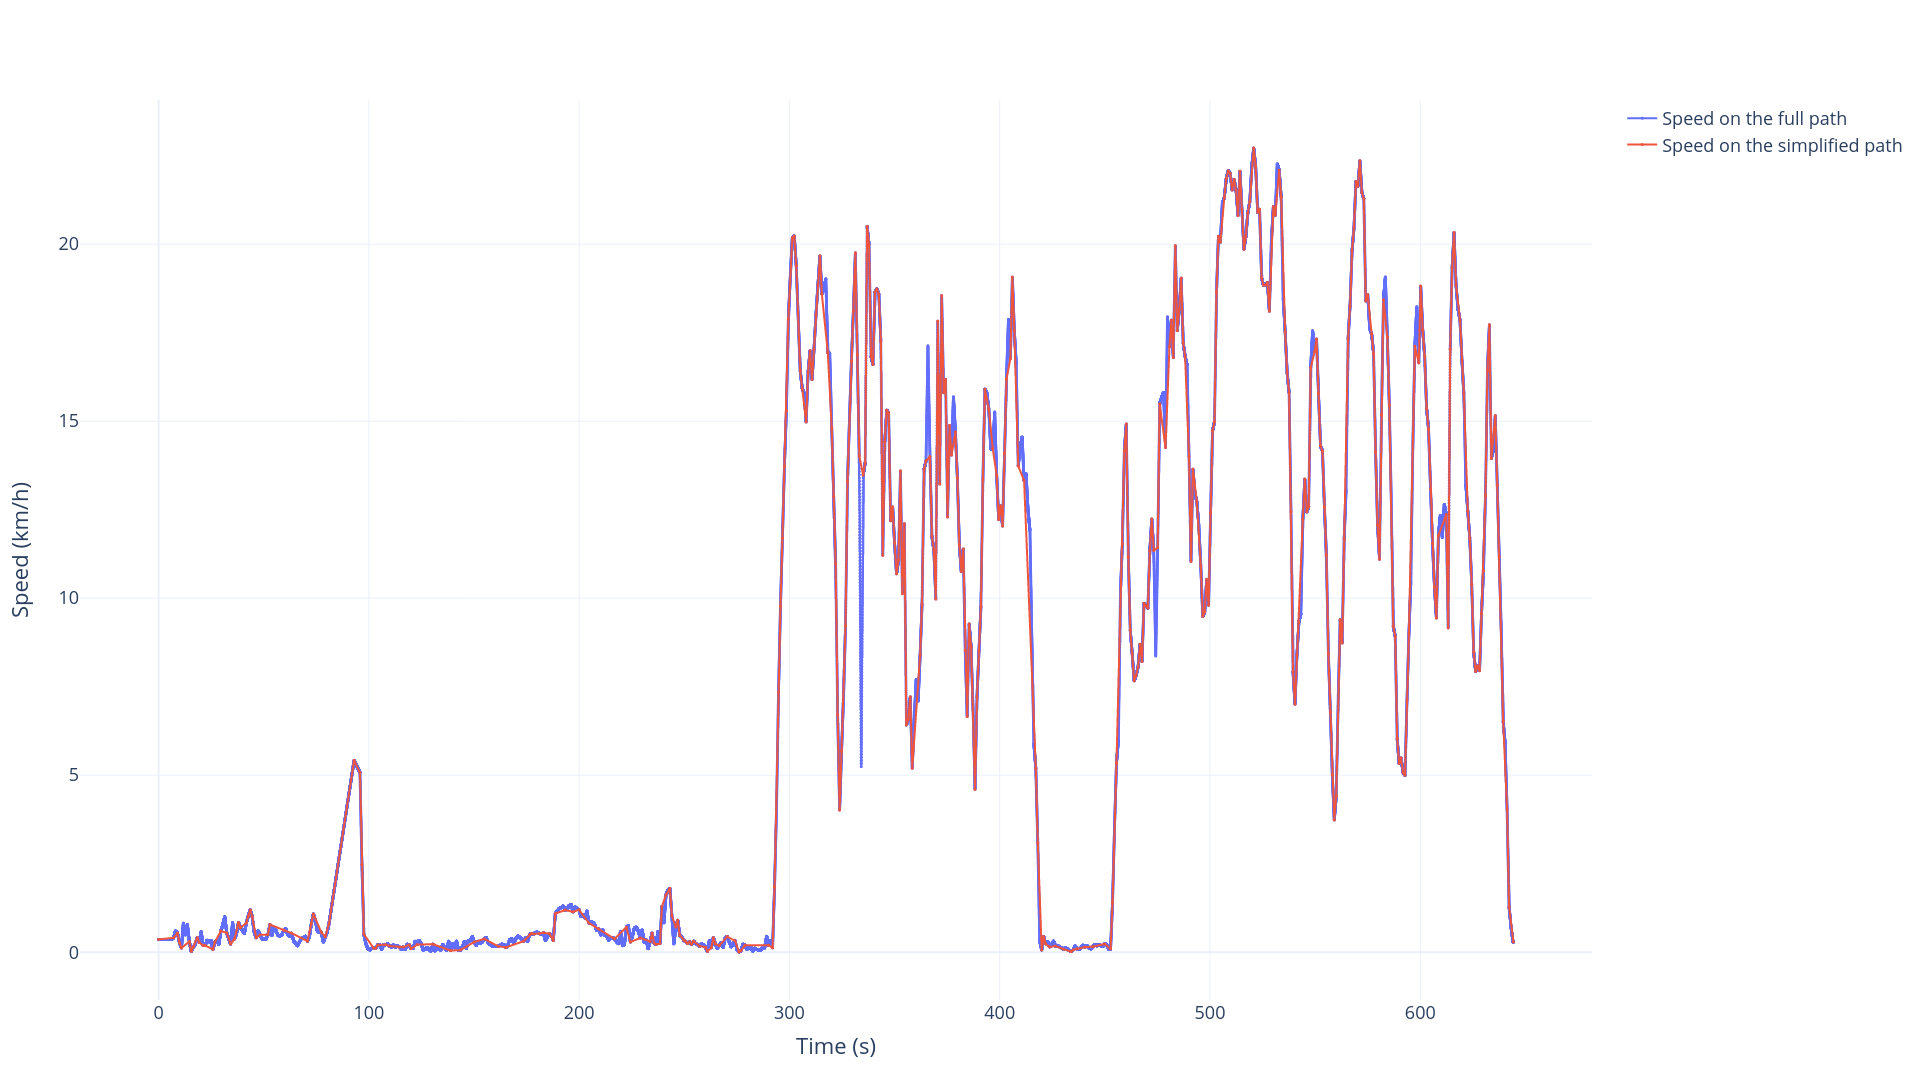 Speed on the full path
Speed on the simplified path
20
15
10
5
0
Speed (km/h)
0 100 200 300 400 500 600
Time (s)